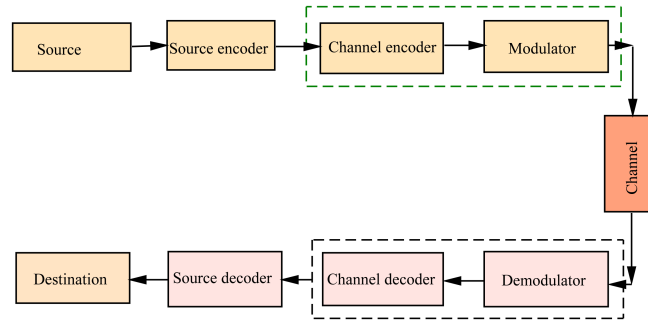 Source
Source encoder
Channel encoder
Modulator
Channel
Destination
Source decoder
Channel decoder
Demodulator